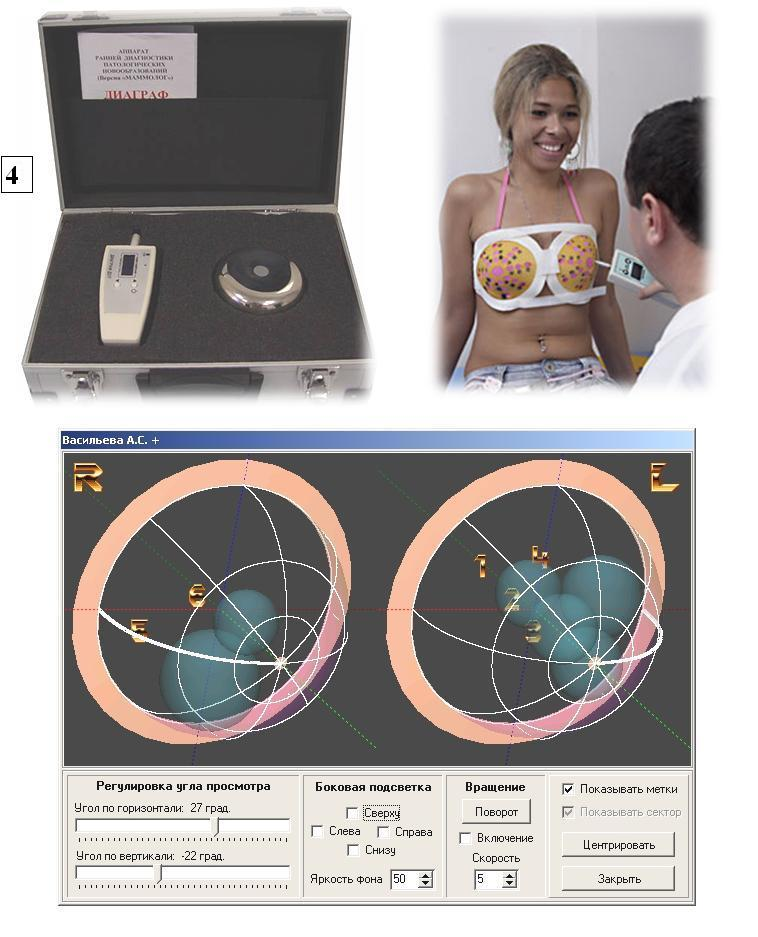 АППАРАТ
РАННЕЙ ДИАГНОСТИКИ
ПАТОЛОГИЧЕСКИХ
НОВООБРАЗОВАНИЙ
(Версия «МАММОЛОГ»)
ДИАГРАФ
4
Васильева А.С. +
R
L
6
5
1
4
2
3
Регулировка угла просмотра
Угол по горизонтали: 27 град.
Угол по вертикали: -22 град.
Боковая подсветка
Сверху
Слева
Справа
Снизу
Яркость фона 50
Вращение
Поворот
Включение
Скорость
5
Показывать метки
Показывать сектор
Центрировать
Закрыть